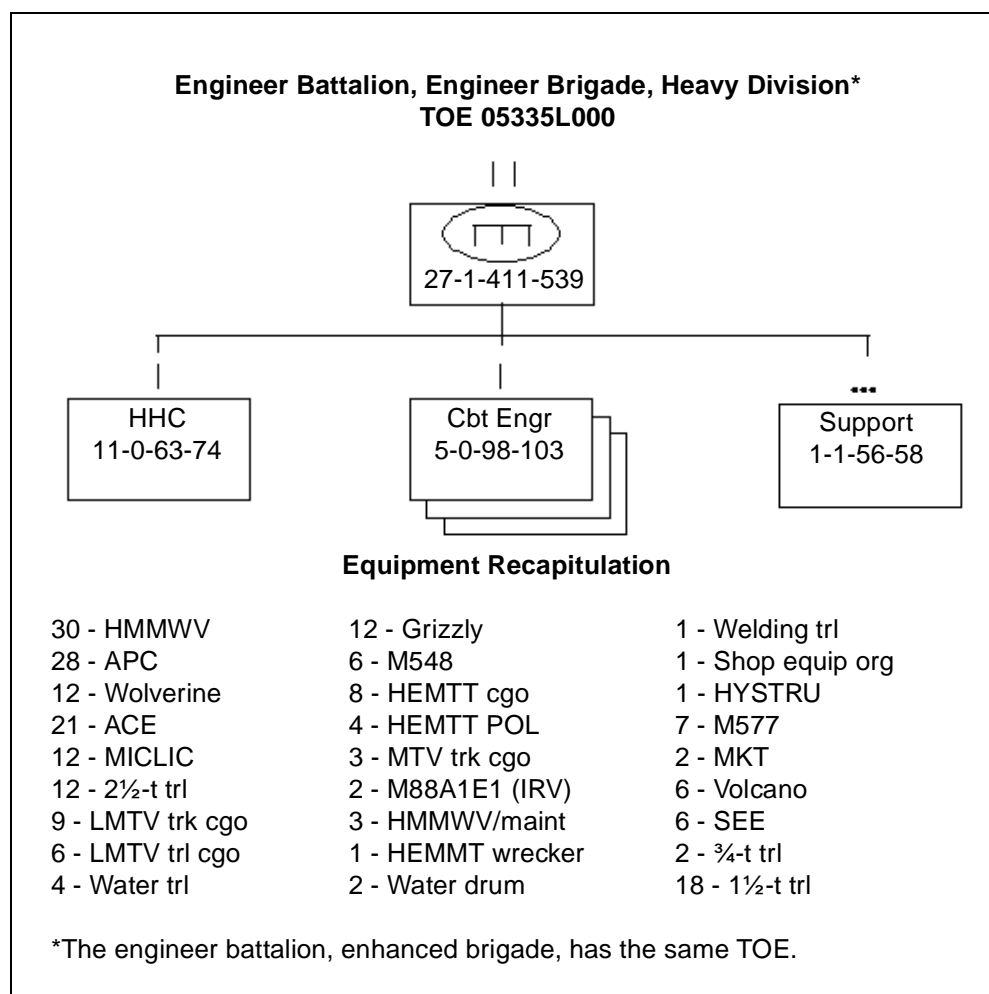 Engineer Battalion, Engineer Brigade, Heavy Division*
TOE 05335L000
27-1-411-539
HHC
11-0-63-74
Cbt Engr
5-0-98-103
Support
1-1-56-58
Equipment Recapitulation
30 - HMMWV
28 - APC
12 - Wolverine
21 - ACE
12 - MICLIC
12 - 2½-t trl
9 - LMTV trk cgo
6 - LMTV trl cgo
4 - Water trl
12 - Grizzly
6 - M548
8 - HEMTT cgo
4 - HEMTT POL
3 - MTV trk cgo
2 - M88A1E1 (IRV)
3 - HMMWV/maint
1 - HEMMT wrecker
2 - Water drum
1 - Welding trl
1 - Shop equip org
1 - HYSTRU
7 - M577
2 - MKT
6 - Volcano
6 - SEE
2 - ¾-t trl
18 - 1½-t trl
*The engineer battalion, enhanced brigade, has the same TOE.